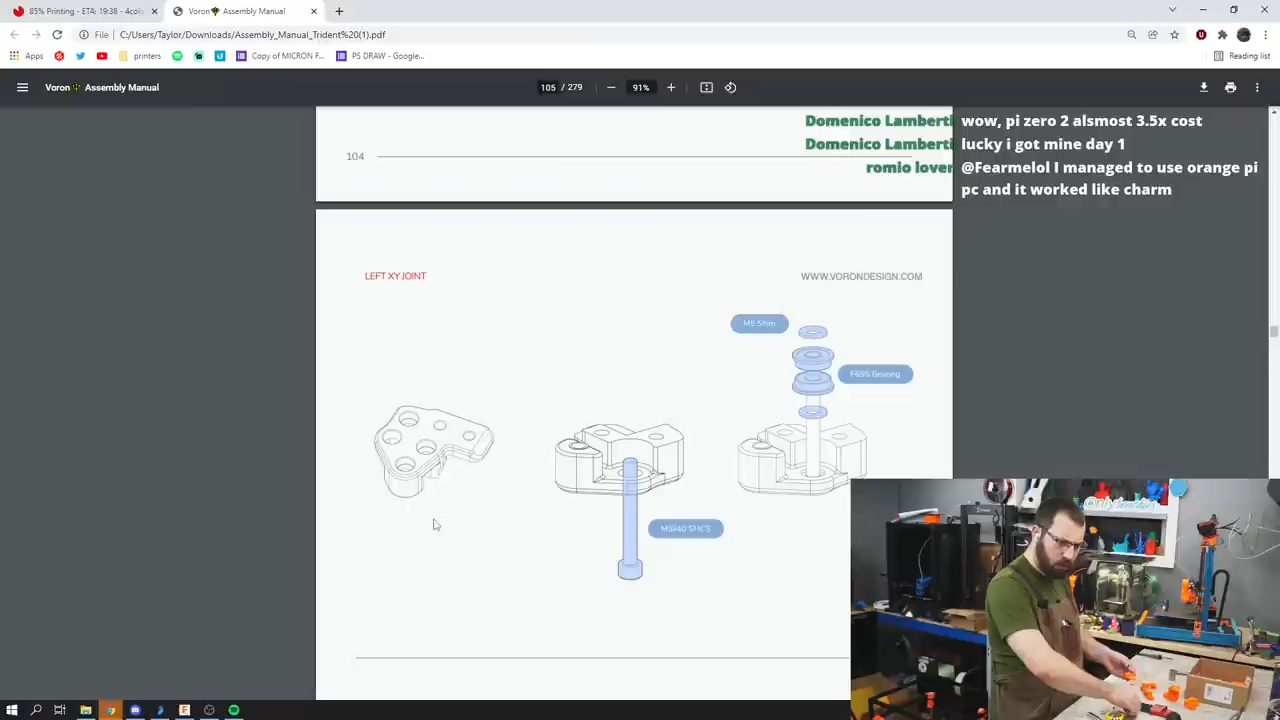 85% Printing - ETA: 19:38 - 4colo
Voron Assembly Manual
File
C:/Users/Taylor/Downloads/Assembly_Manual_Trident%20(1).pdf
Apps
printers
Copy of MICRON F...
PS DRAW - Google...
Reading list
Voron Assembly Manual
105 / 279
91%
Domenico Lamberti
wow, pi zero 2 alsmost 3.5x cost
Domenico Lamberti
lucky i got mine day 1
romio lover
@Fearmelol I managed to use orange pi
pc and it worked like charm
104
LEFT XY JOINT
WWW.VORONDESIGN.COM
M5 Shim
F695 Bearing
M5x40 SHCS